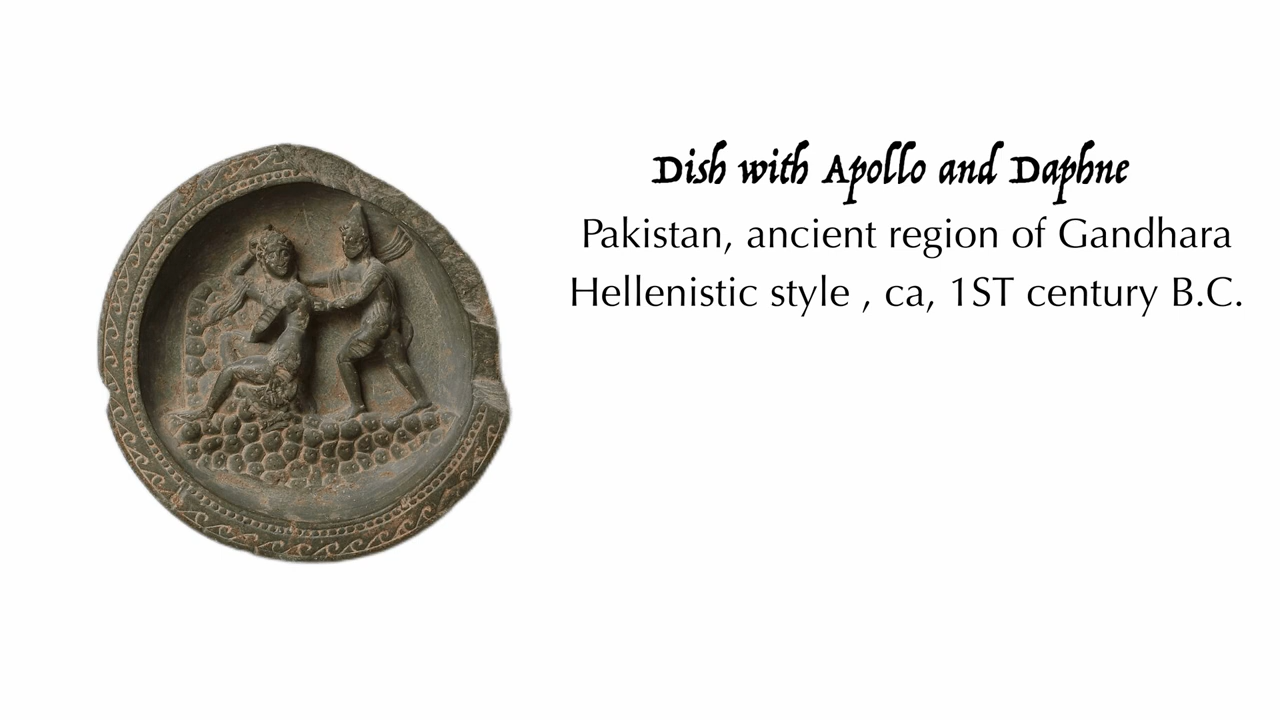 Dish with Apollo and Daphne
Pakistan, ancient region of Gandhara
Hellenistic style , ca, 1ST century B.C.